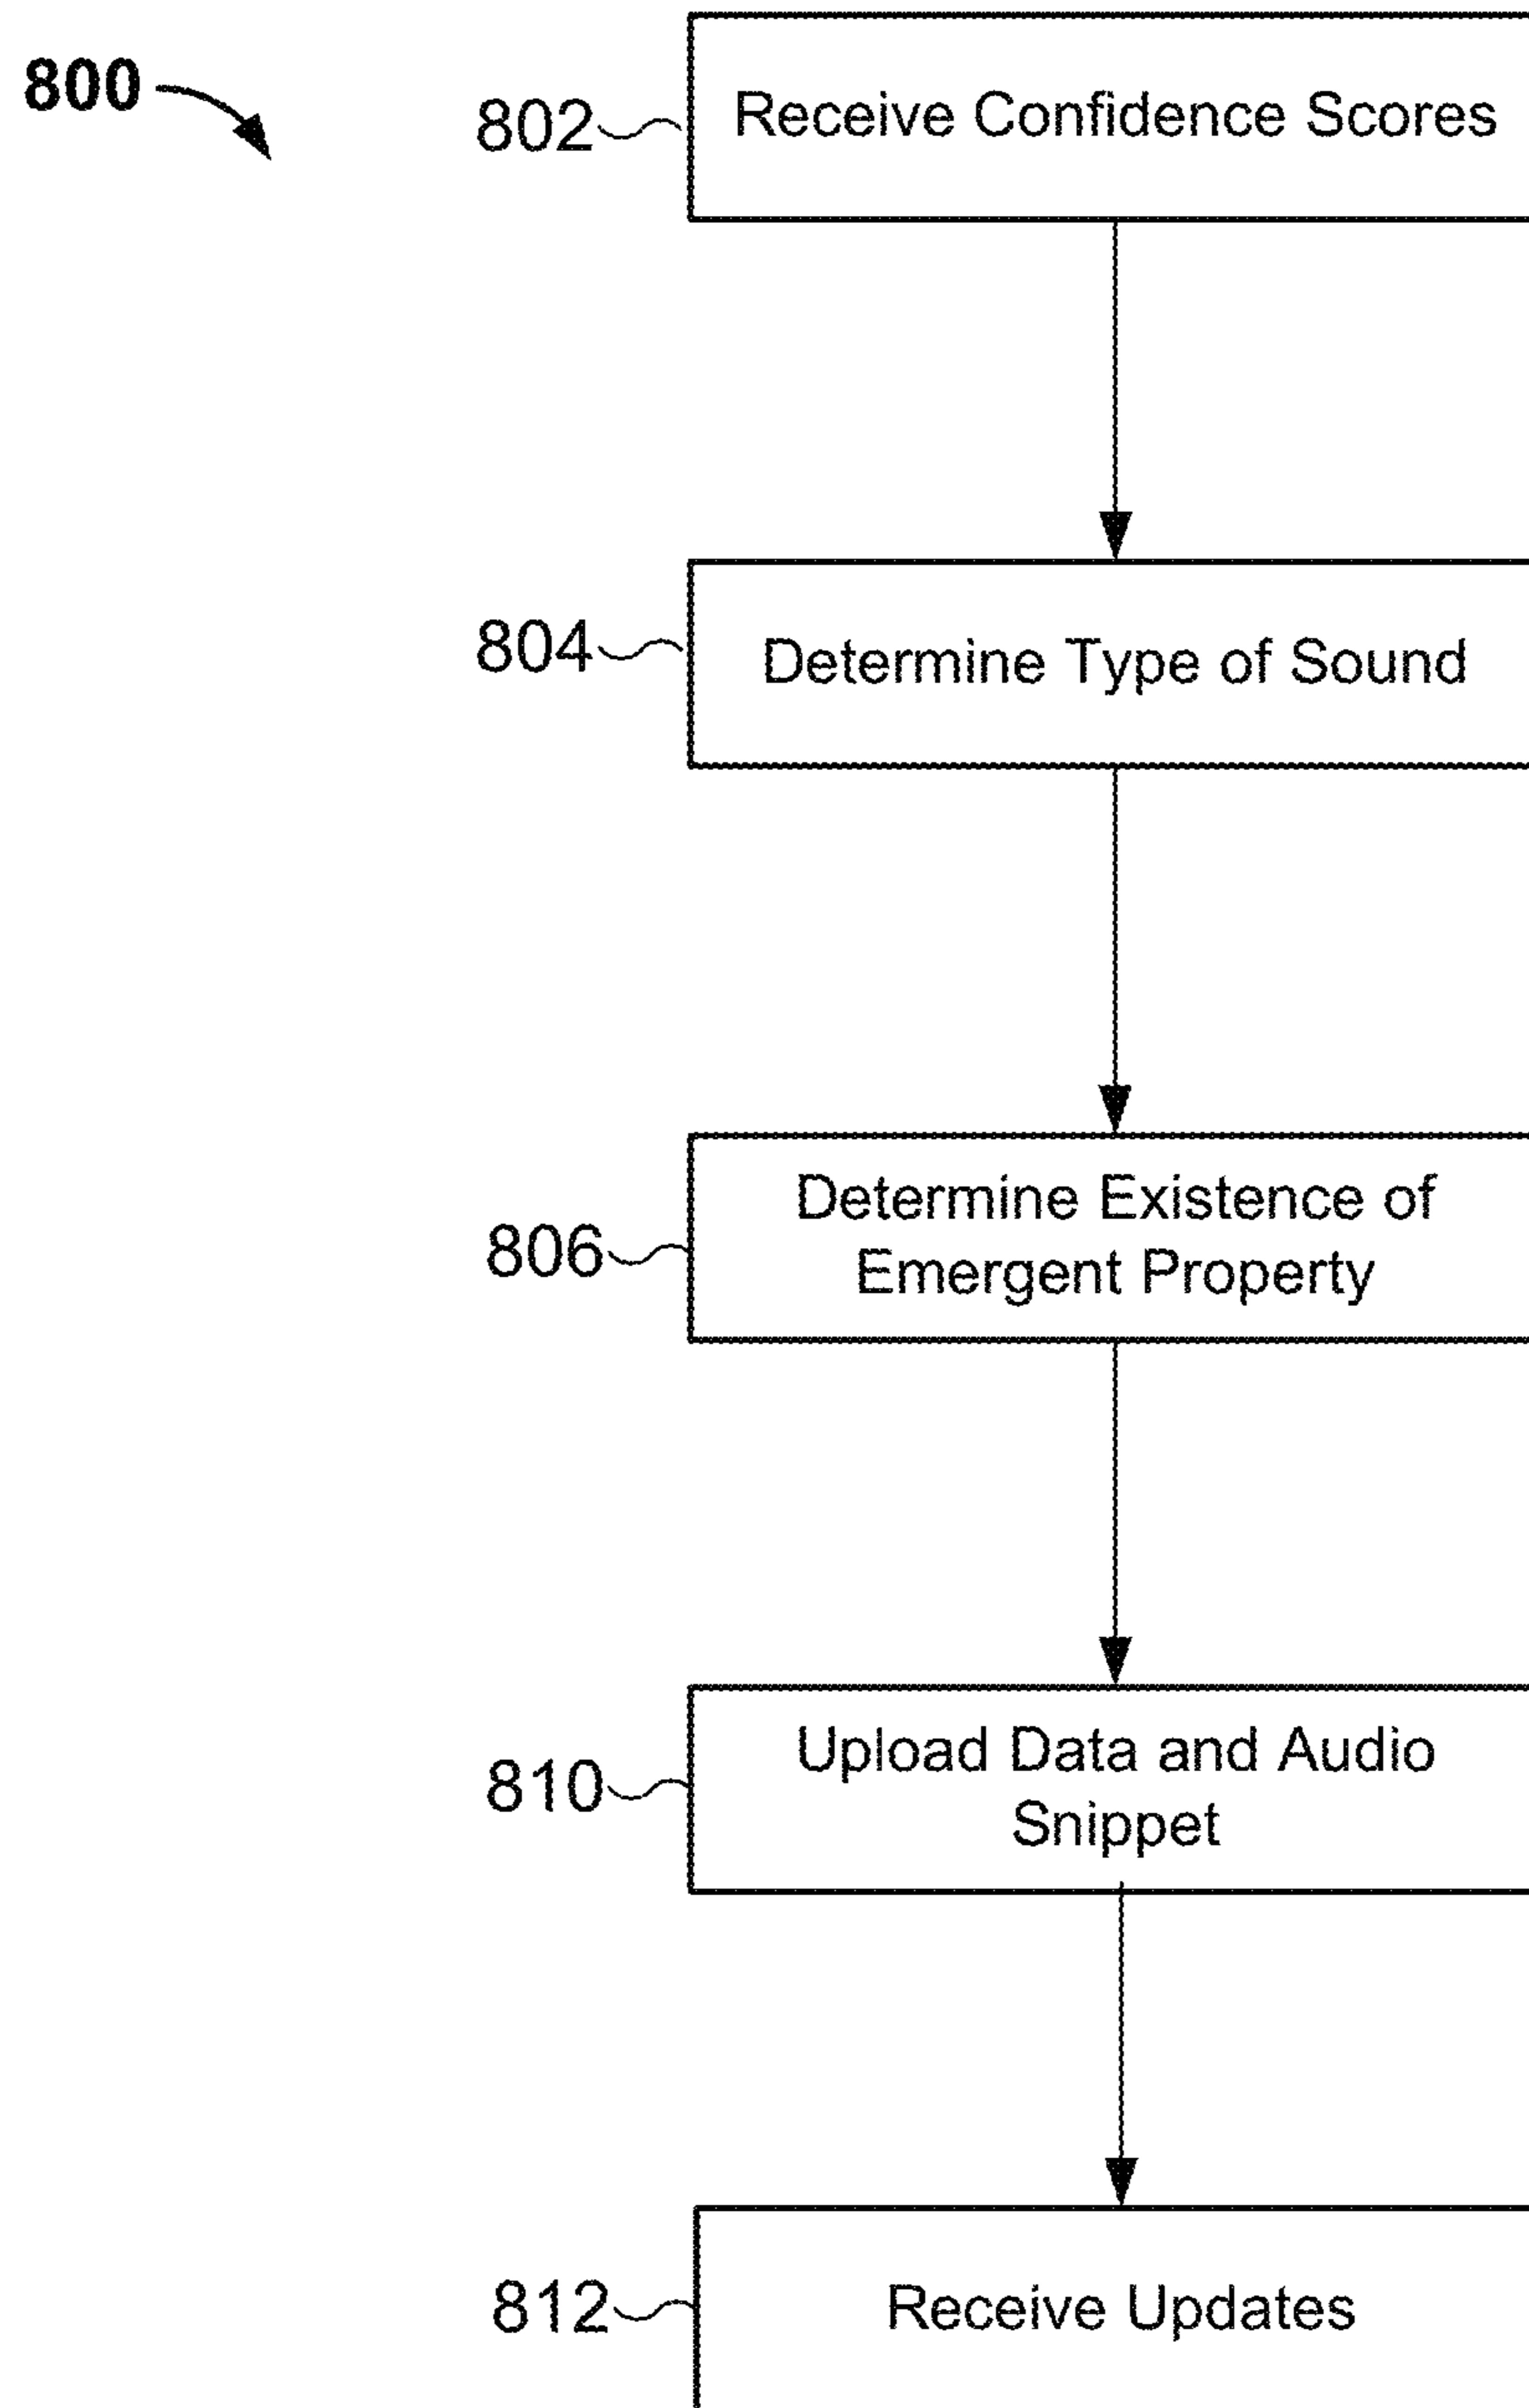 800
802
Receive Confidence Scores
804
Determine Type of Sound
806
Determine Existence of
Emergent Property
810
Upload Data and Audio
Snippet
812
Receive Updates